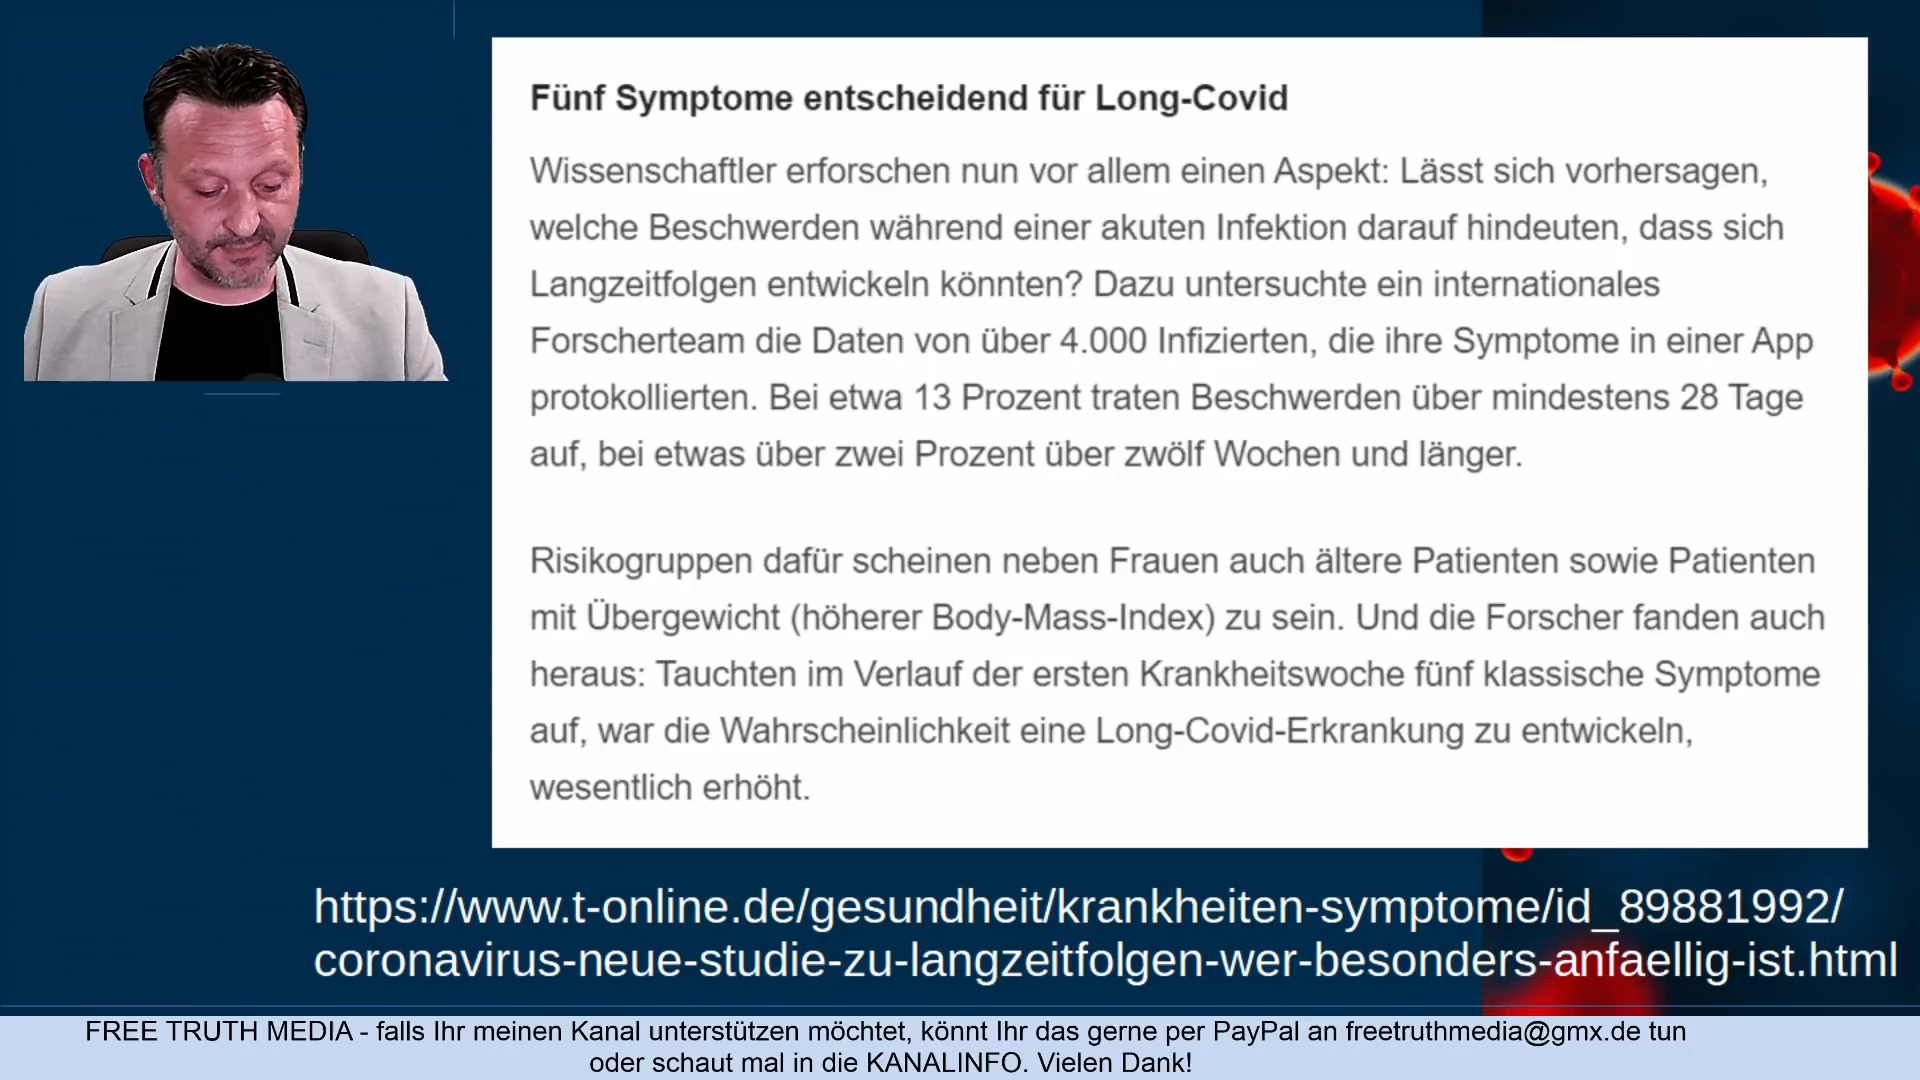 Fünf Symptome entscheidend für Long-Covid
Wissenschaftler erforschen nun vor allem einen Aspekt: Lässt sich vorhersagen,
welche Beschwerden während einer akuten Infektion darauf hindeuten, dass sich
Langzeitfolgen entwickeln könnten? Dazu untersuchte ein internationales
Forscherteam die Daten von über 4.000 Infizierten, die ihre Symptome in einer App
protokollierten. Bei etwa 13 Prozent traten Beschwerden über mindestens 28 Tage
auf, bei etwas über zwei Prozent über zwölf Wochen und länger.
Risikogruppen dafür scheinen neben Frauen auch ältere Patienten sowie Patienten
mit Übergewicht (höherer Body-Mass-Index) zu sein. Und die Forscher fanden auch
heraus: Tauchten im Verlauf der ersten Krankheitswoche fünf klassische Symptome
auf, war die Wahrscheinlichkeit eine Long-Covid-Erkrankung zu entwickeln,
wesentlich erhöht.
https://www.t-online.de/gesundheit/krankheiten-symptome/id_89881992/
coronavirus-neue-studie-zu-langzeitfolgen-wer-besonders-anfaellig-ist.html
FREE TRUTH MEDIA - falls Ihr meinen Kanal unterstützen möchtet, könnt Ihr das gerne per PayPal an freetruthmedia@gmx.de tun
oder schaut mal in die KANALINFO. Vielen Dank!